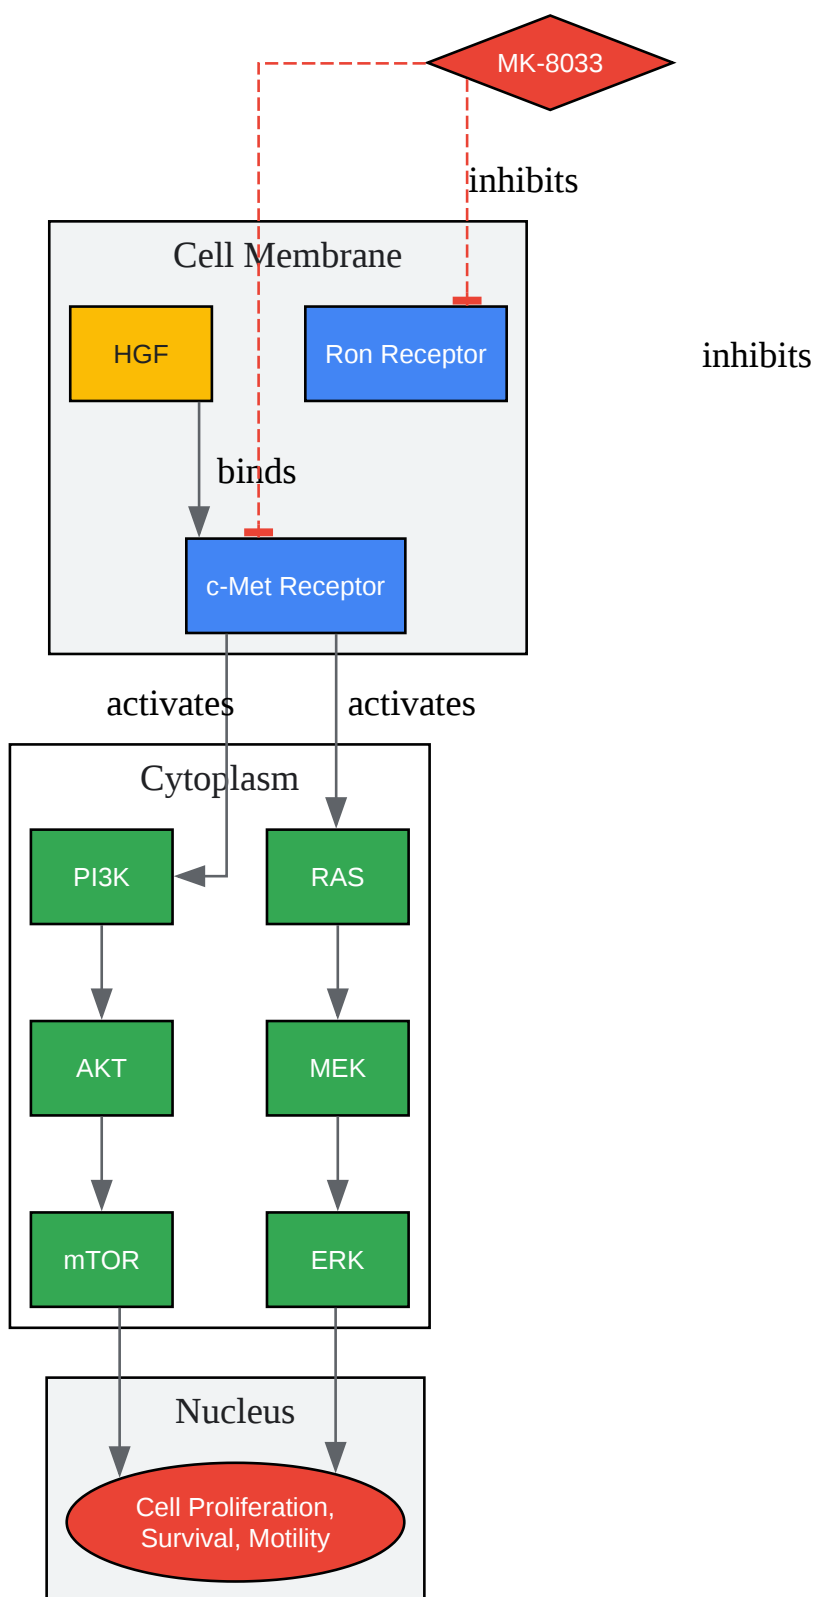 MK-8033
inhibits
Cell Membrane
HGF
Ron Receptor
inhibits
binds
c-Met Receptor
activates
activates
Cytoplasm
PI3K
RAS
AKT
MEK
mTOR
ERK
Nucleus
Cell Proliferation,
Survival, Motility